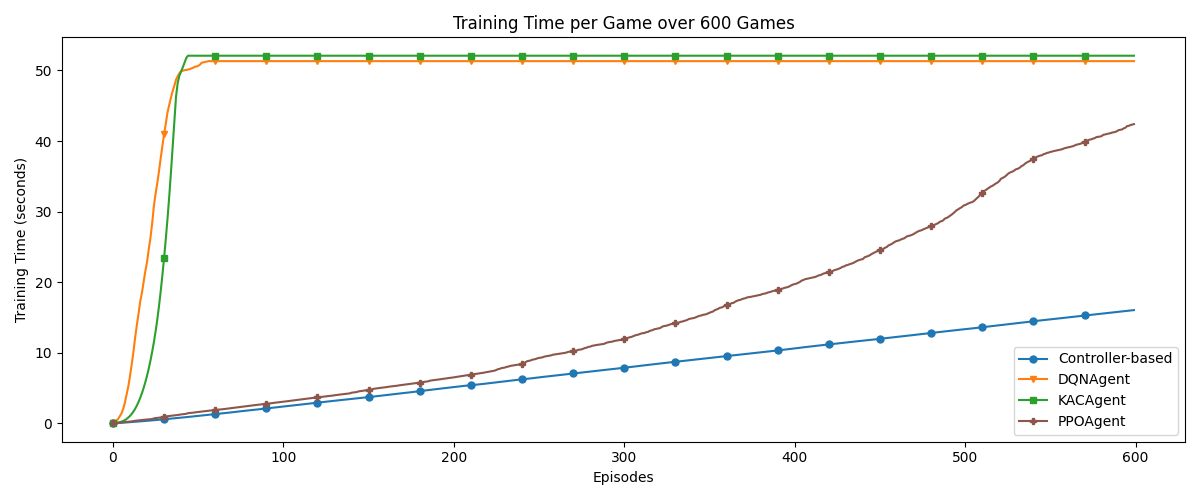 Training Time per Game over 600 Games
Training Time (seconds)
50
40
30
20
10
0
0 100 200 300 400 500 600
Episodes
Controller-based
DQNAgent
KACAgent
PPOAgent